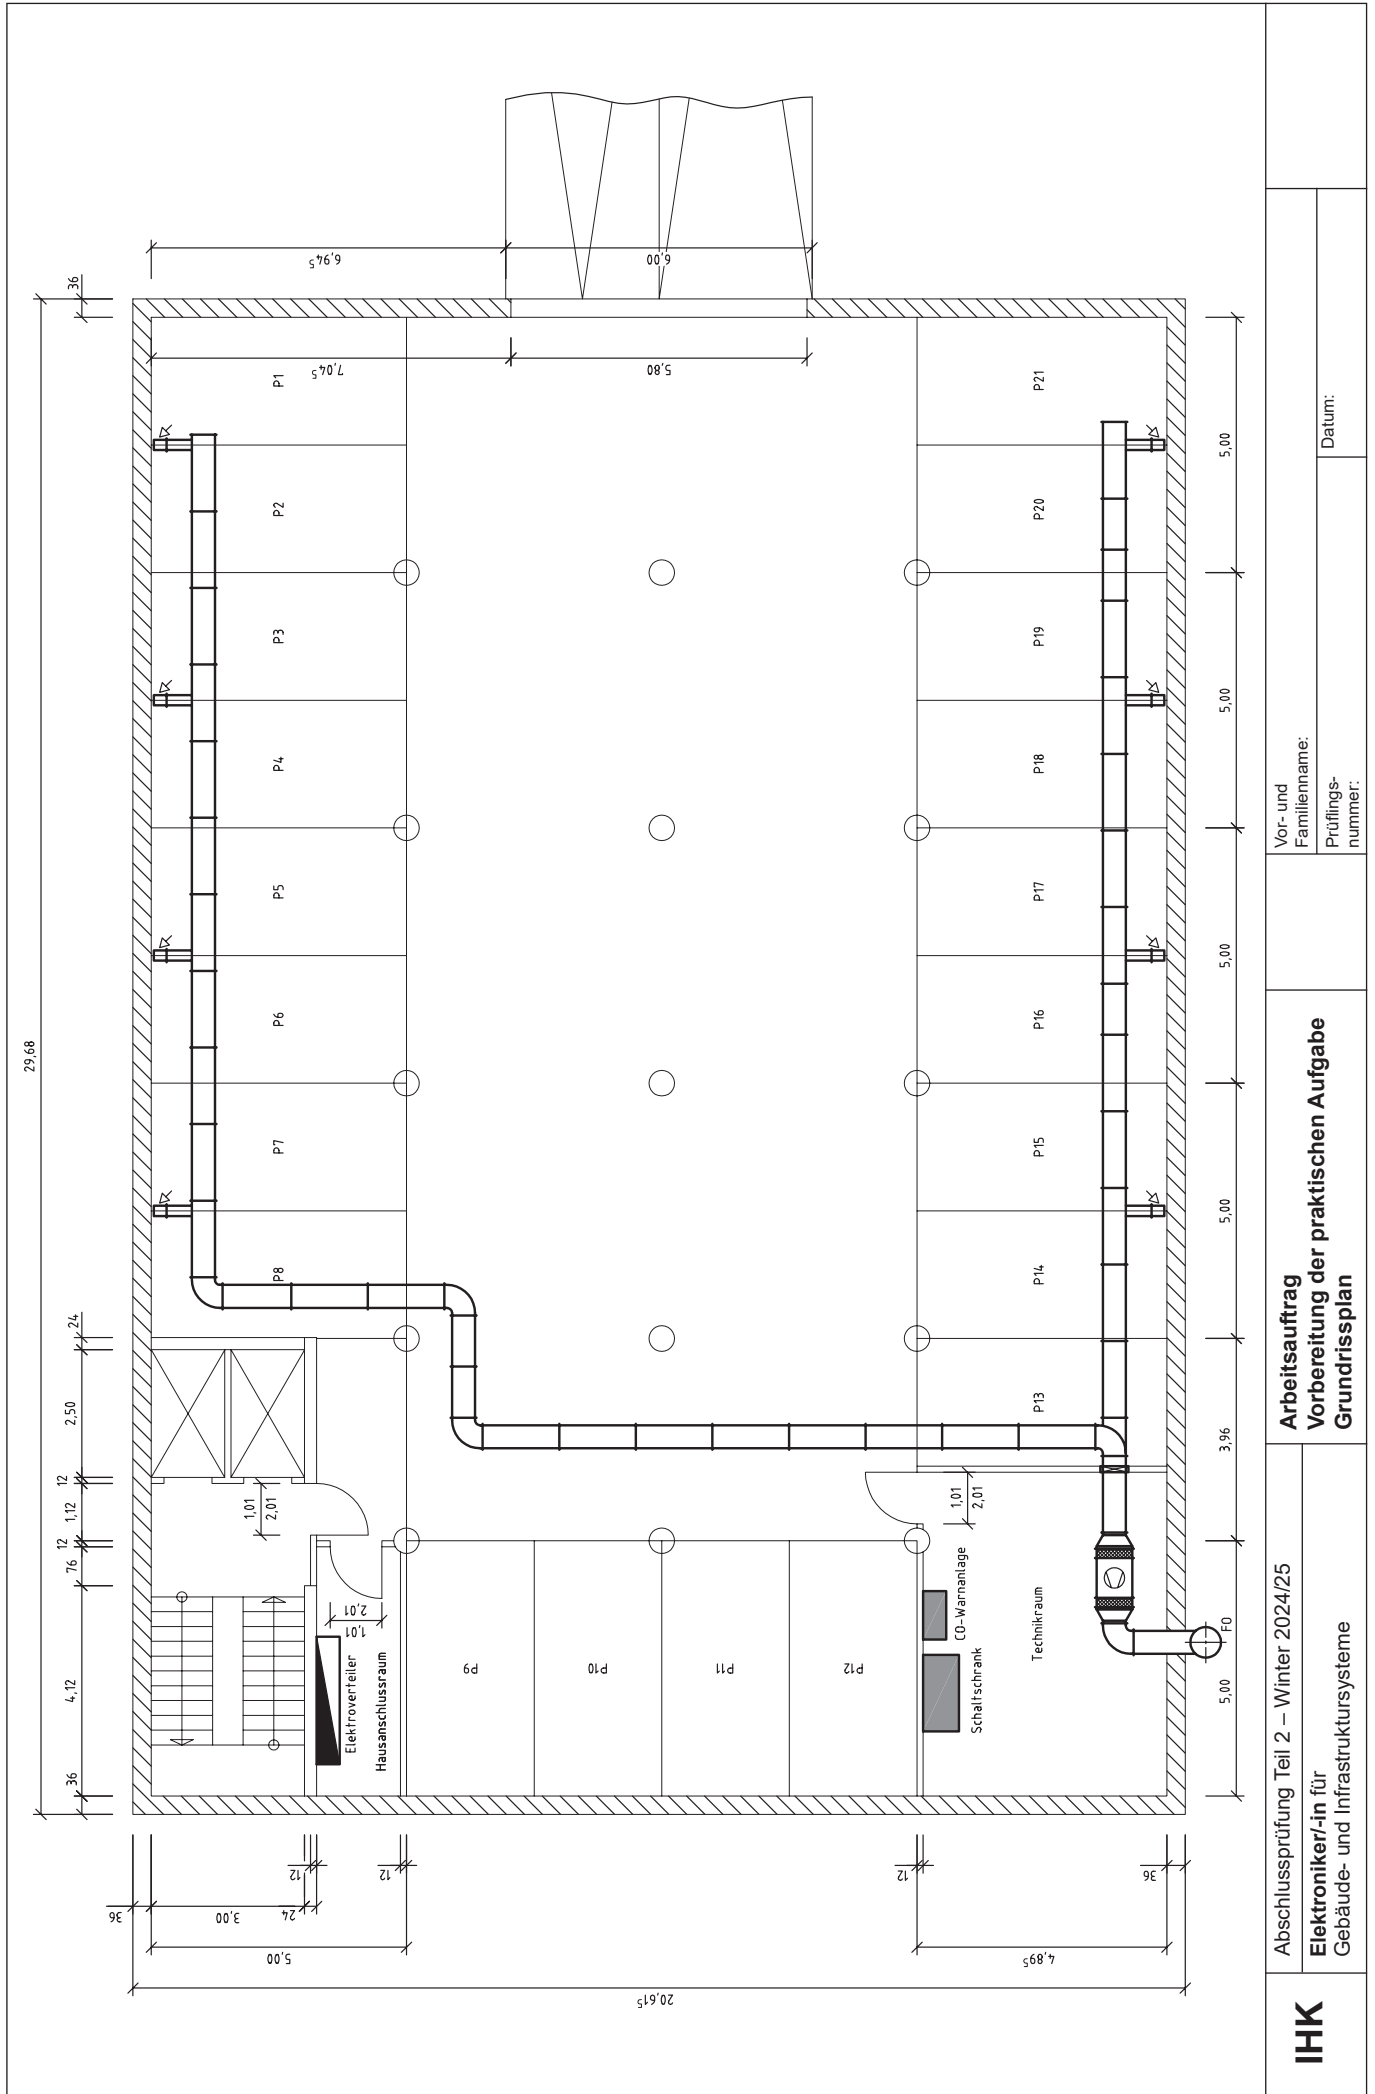 29,68
36
4,12
76
12
1,12
12
2,50
24
36
36
3,00
24
5,00
20,61⁵
12
12
12
4,89⁵
36
6,94⁵
6,00
7,04⁵
5,80
1,01
2,01
1,01
2,01
1,01
2,01
P1
P2
P3
P4
P5
P6
P7
P8
P9
P10
P11
P12
P13
P14
P15
P16
P17
P18
P19
P20
P21
Elektroverteiler
Hausanschlussraum
CO-Warnanlage
Schaltschrank
Technikraum
FO
5,00
3,96
5,00
5,00
5,00
5,00
IHK
Abschlussprüfung Teil 2 – Winter 2024/25
Elektroniker/-in für
Gebäude- und Infrastruktursysteme
Arbeitsauftrag
Vorbereitung der praktischen Aufgabe
Grundrissplan
Vor- und
Familienname:
Prüflings-
nummer:
Datum: